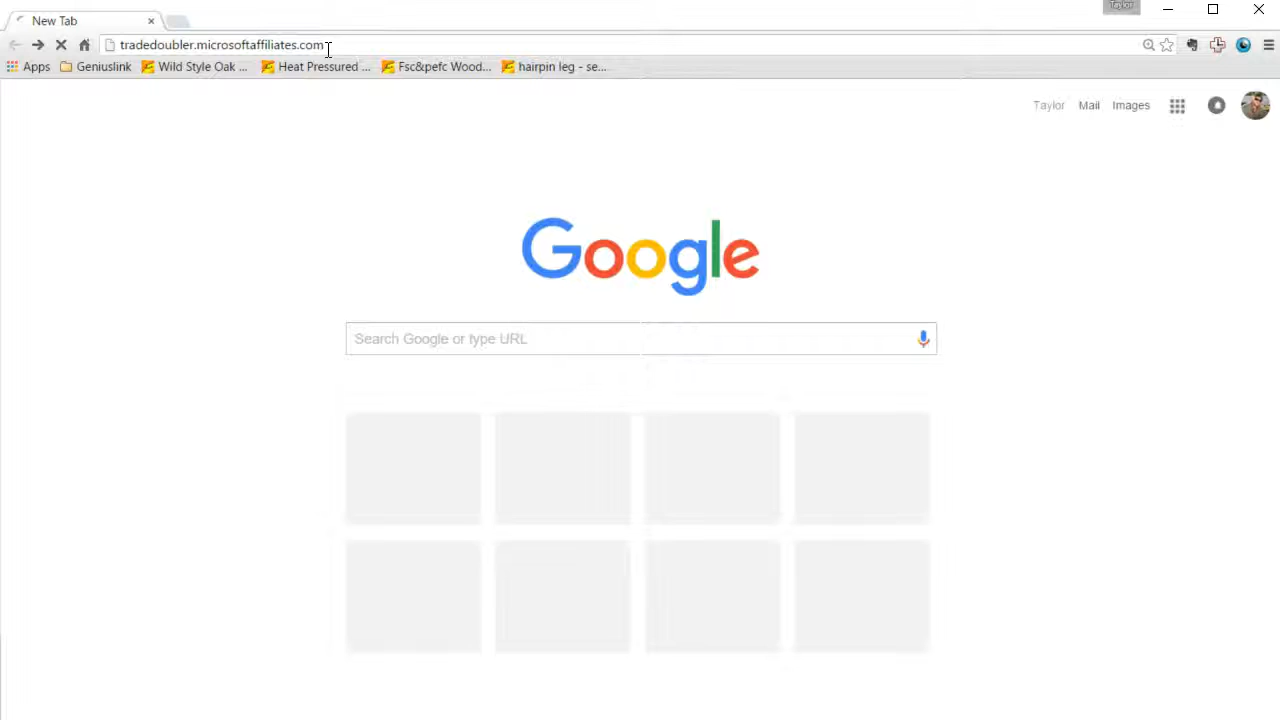 Taylor
New Tab
tradedoubler.microsoftaffiliates.com
Apps Geniuslink Wild Style Oak ... Heat Pressured ... Fsc&pefc Wood... hairpin leg - se...
Taylor Mail Images
Google
Search Google or type URL